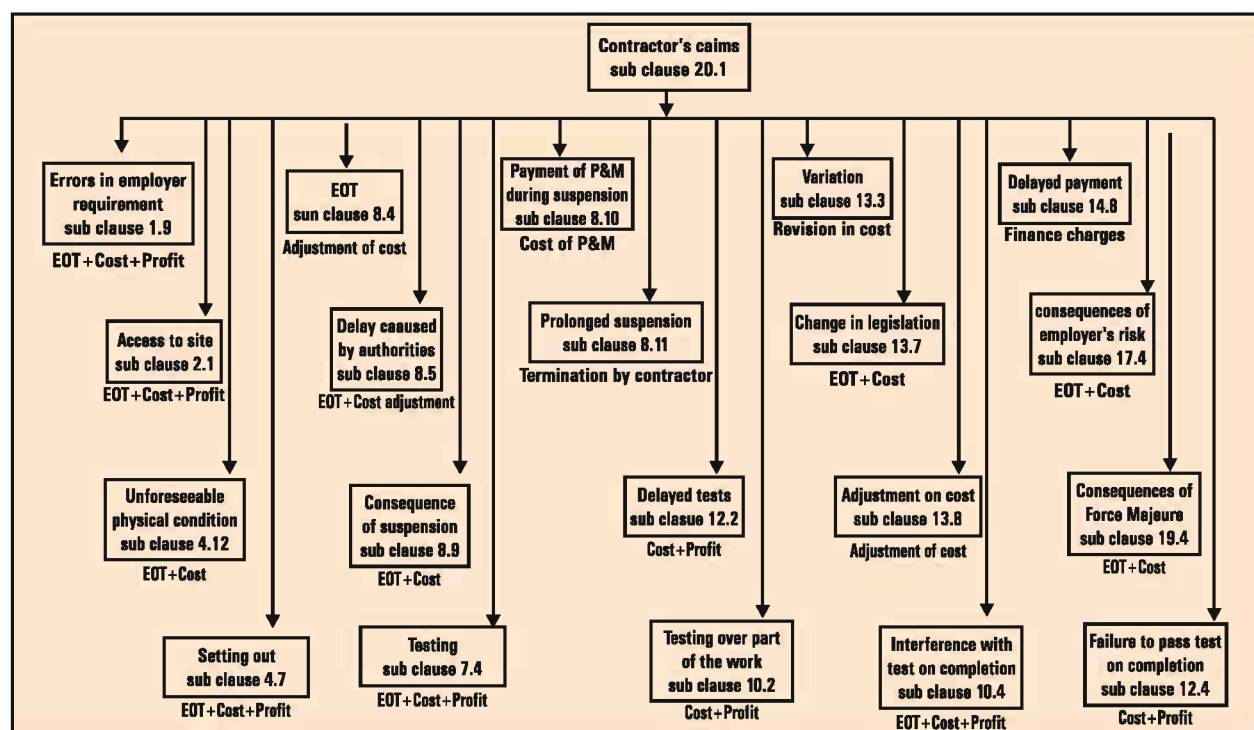 Contractor's caims
sub clause 20.1
Errors in employer
requirement
sub clause 1.9
EOT+Cost+Profit
EOT
sun clause 8.4
Adjustment of cost
Payment of P&M
during suspension
sub clause 8.10
Cost of P&M
Variation
sub clause 13.3
Revision in cost
Delayed payment
sub clause 14.8
Finance charges
Access to site
sub clause 2.1
EOT+Cost+Profit
Delay caaused
by authorities
sub clause 8.5
EOT+Cost adjustment
Prolonged suspension
sub clause 8.11
Termination by contractor
Change in legislation
sub clause 13.7
EOT+Cost
consequences of
employer's risk
sub clause 17.4
EOT+Cost
Unforeseeable
physical condition
sub clause 4.12
EOT+Cost
Consequence
of suspension
sub clause 8.9
EOT+Cost
Delayed tests
sub clasue 12.2
Cost+Profit
Adjustment on cost
sub clause 13.8
Adjustment of cost
Consequences of
Force Majeure
sub clause 19.4
EOT+Cost
Setting out
sub clause 4.7
EOT+Cost+Profit
Testing
sub clause 7.4
EOT+Cost+Profit
Testing over part
of the work
sub clause 10.2
Cost+Profit
Interference with
test on completion
sub clause 10.4
EOT+Cost+Profit
Failure to pass test
on completion
sub clause 12.4
Cost+Profit